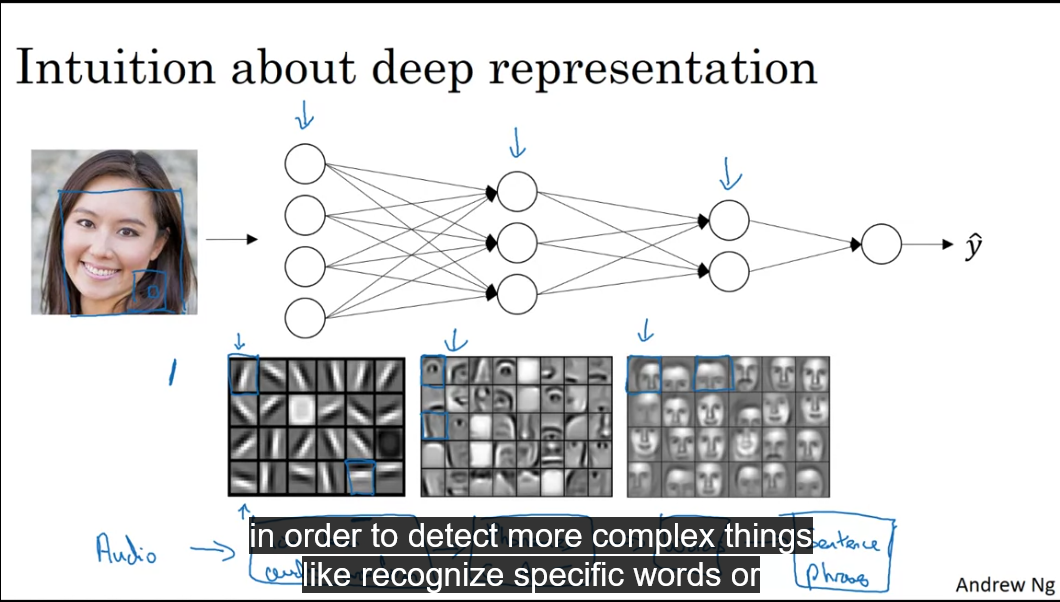 Intuition about deep representation
ŷ
Audio
in order to detect more complex things
like recognize specific words or
sentence
phrase
Andrew Ng